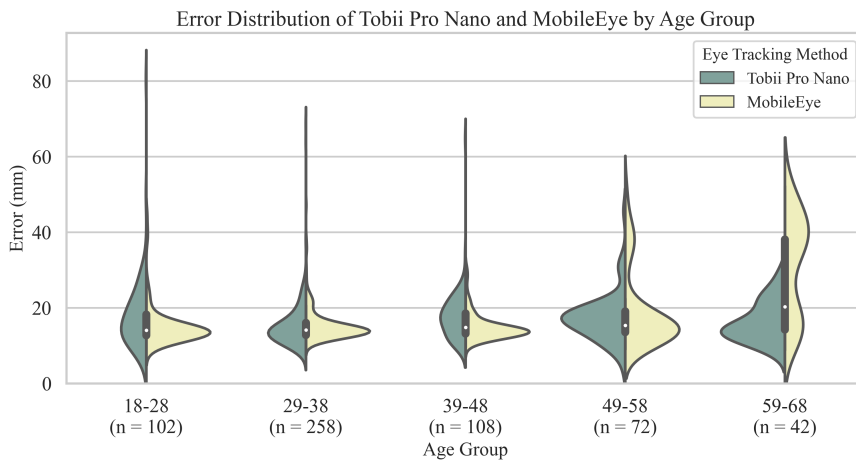 Error Distribution of Tobii Pro Nano and MobileEye by Age Group
Eye Tracking Method
Tobii Pro Nano
MobileEye
Error (mm)
80
60
40
20
0
18-28
(n = 102)
29-38
(n = 258)
39-48
(n = 108)
49-58
(n = 72)
59-68
(n = 42)
Age Group